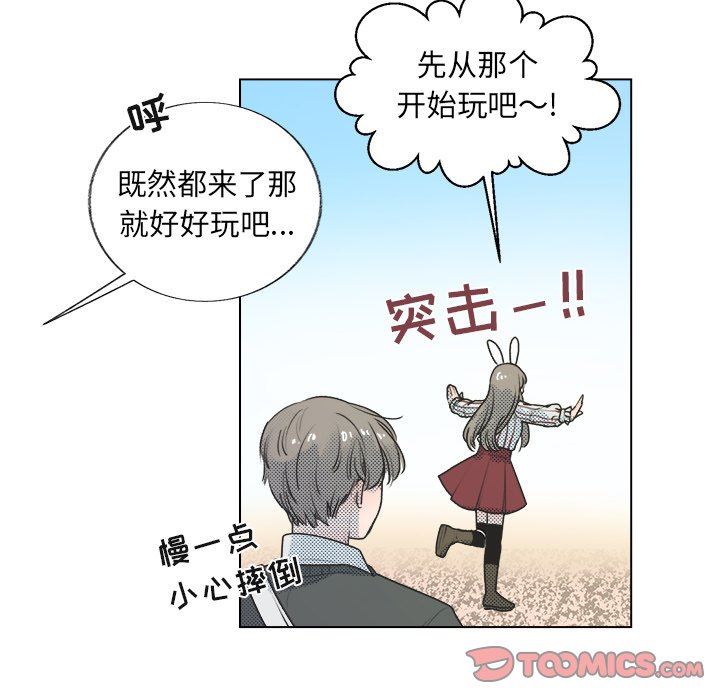 先从那个
开始玩吧～!
呼
既然都来了那
就好好玩吧...
突击－!!
慢一点
小心摔倒
TOOMICS.COM